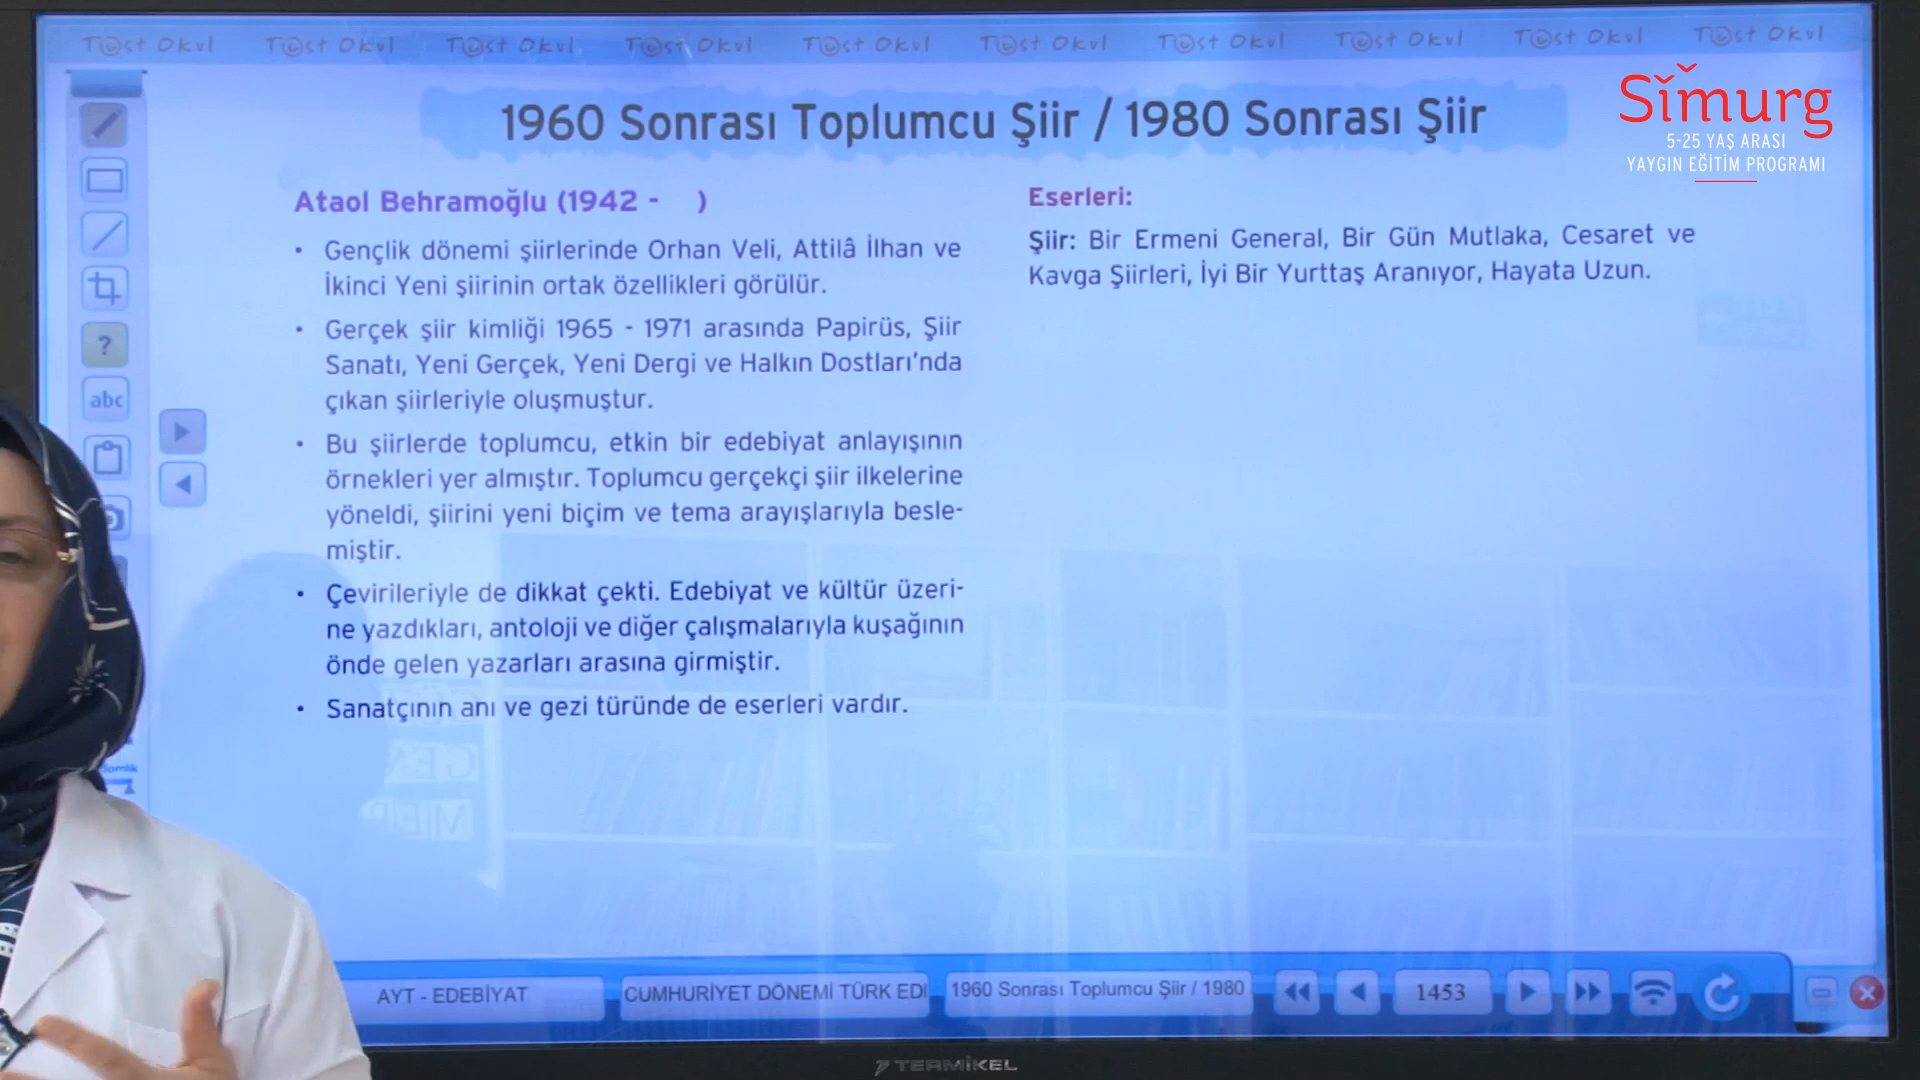 Test Okul Test Okul Test Okul Test Okul Test Okul Test Okul Test Okul Test Okul Test Okul Test Okul
1960 Sonrası Toplumcu Şiir / 1980 Sonrası Şiir
Simurg
5-25 YAŞ ARASI
YAYGIN EĞİTİM PROGRAMI
Ataol Behramoğlu (1942 - )
• Gençlik dönemi şiirlerinde Orhan Veli, Attilâ İlhan ve
İkinci Yeni şiirinin ortak özellikleri görülür.
• Gerçek şiir kimliği 1965 - 1971 arasında Papirüs, Şiir
Sanatı, Yeni Gerçek, Yeni Dergi ve Halkın Dostları'nda
çıkan şiirleriyle oluşmuştur.
• Bu şiirlerde toplumcu, etkin bir edebiyat anlayışının
örnekleri yer almıştır. Toplumcu gerçekçi şiir ilkelerine
yöneldi, şiirini yeni biçim ve tema arayışlarıyla besle-
miştir.
• Çevirileriyle de dikkat çekti. Edebiyat ve kültür üzeri-
ne yazdıkları, antoloji ve diğer çalışmalarıyla kuşağının
önde gelen yazarları arasına girmiştir.
• Sanatçının anı ve gezi türünde de eserleri vardır.
Eserleri:
Şiir: Bir Ermeni General, Bir Gün Mutlaka, Cesaret ve
Kavga Şiirleri, İyi Bir Yurttaş Aranıyor, Hayata Uzun.
?
abc
AYT - EDEBİYAT
CUMHURİYET DÖNEMİ TÜRK EDI
1960 Sonrası Toplumcu Şiir / 1980
1453
TERMİKEL